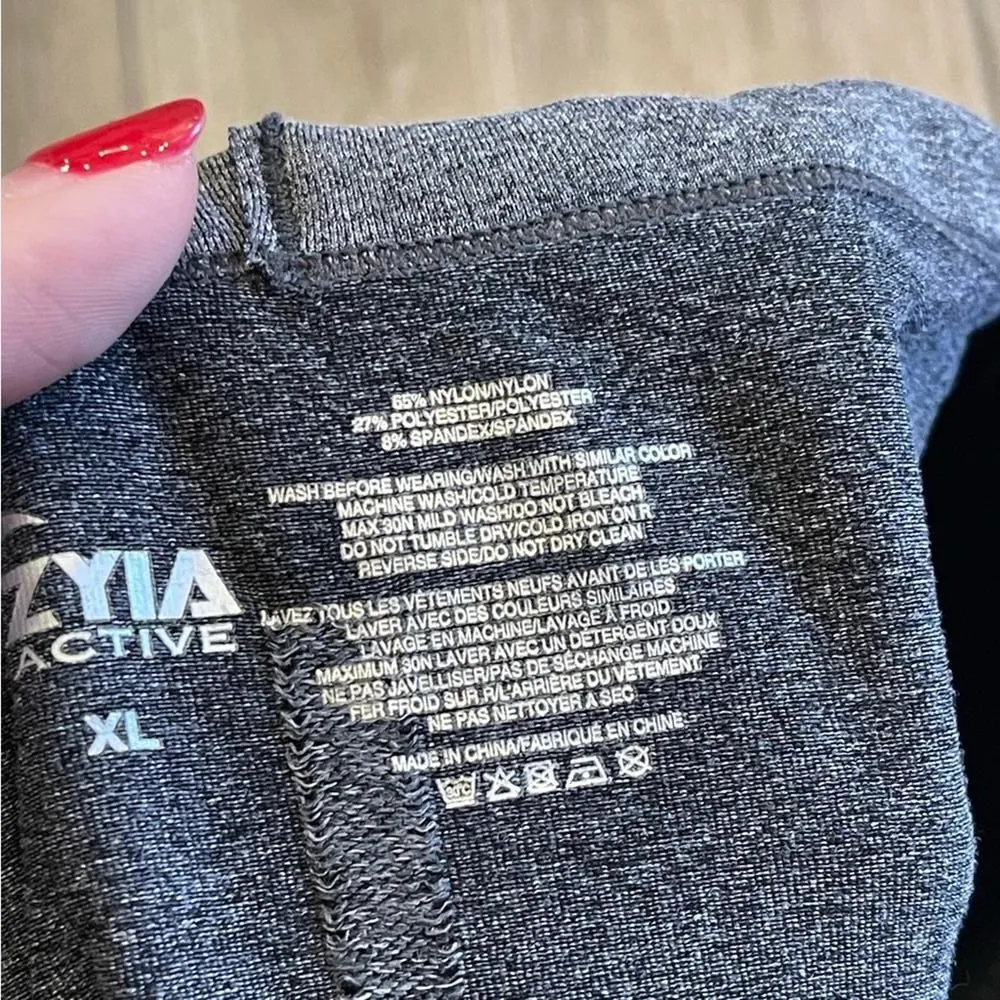 65% NYLON/NYLON
27% POLYESTER/POLYESTER
8% SPANDEX/SPANDEX
WASH BEFORE WEARING/WASH WITH SIMILAR COLOR
MACHINE WASH/COLD TEMPERATURE
MAX 30N MILD WASH/DO NOT BLEACH
DO NOT TUMBLE DRY/COLD IRON ON R
REVERSE SIDE/DO NOT DRY CLEAN
LAVEZ TOUS LES VÊTEMENTS NEUFS AVANT DE LES PORTER
LAVER AVEC DES COULEURS SIMILAIRES
LAVAGE EN MACHINE/LAVAGE À FROID
MAXIMUM 30N LAVER AVEC UN DÉTERGENT DOUX
NE PAS JAVELLISER/PAS DE SÉCHAGE MACHINE
FER FROID SUR R/L'ARRIÈRE DU VÊTEMENT
NE PAS NETTOYER À SEC
MADE IN CHINA/FABRIQUÉ EN CHINE
30°C
ZYIA
ACTIVE
XL